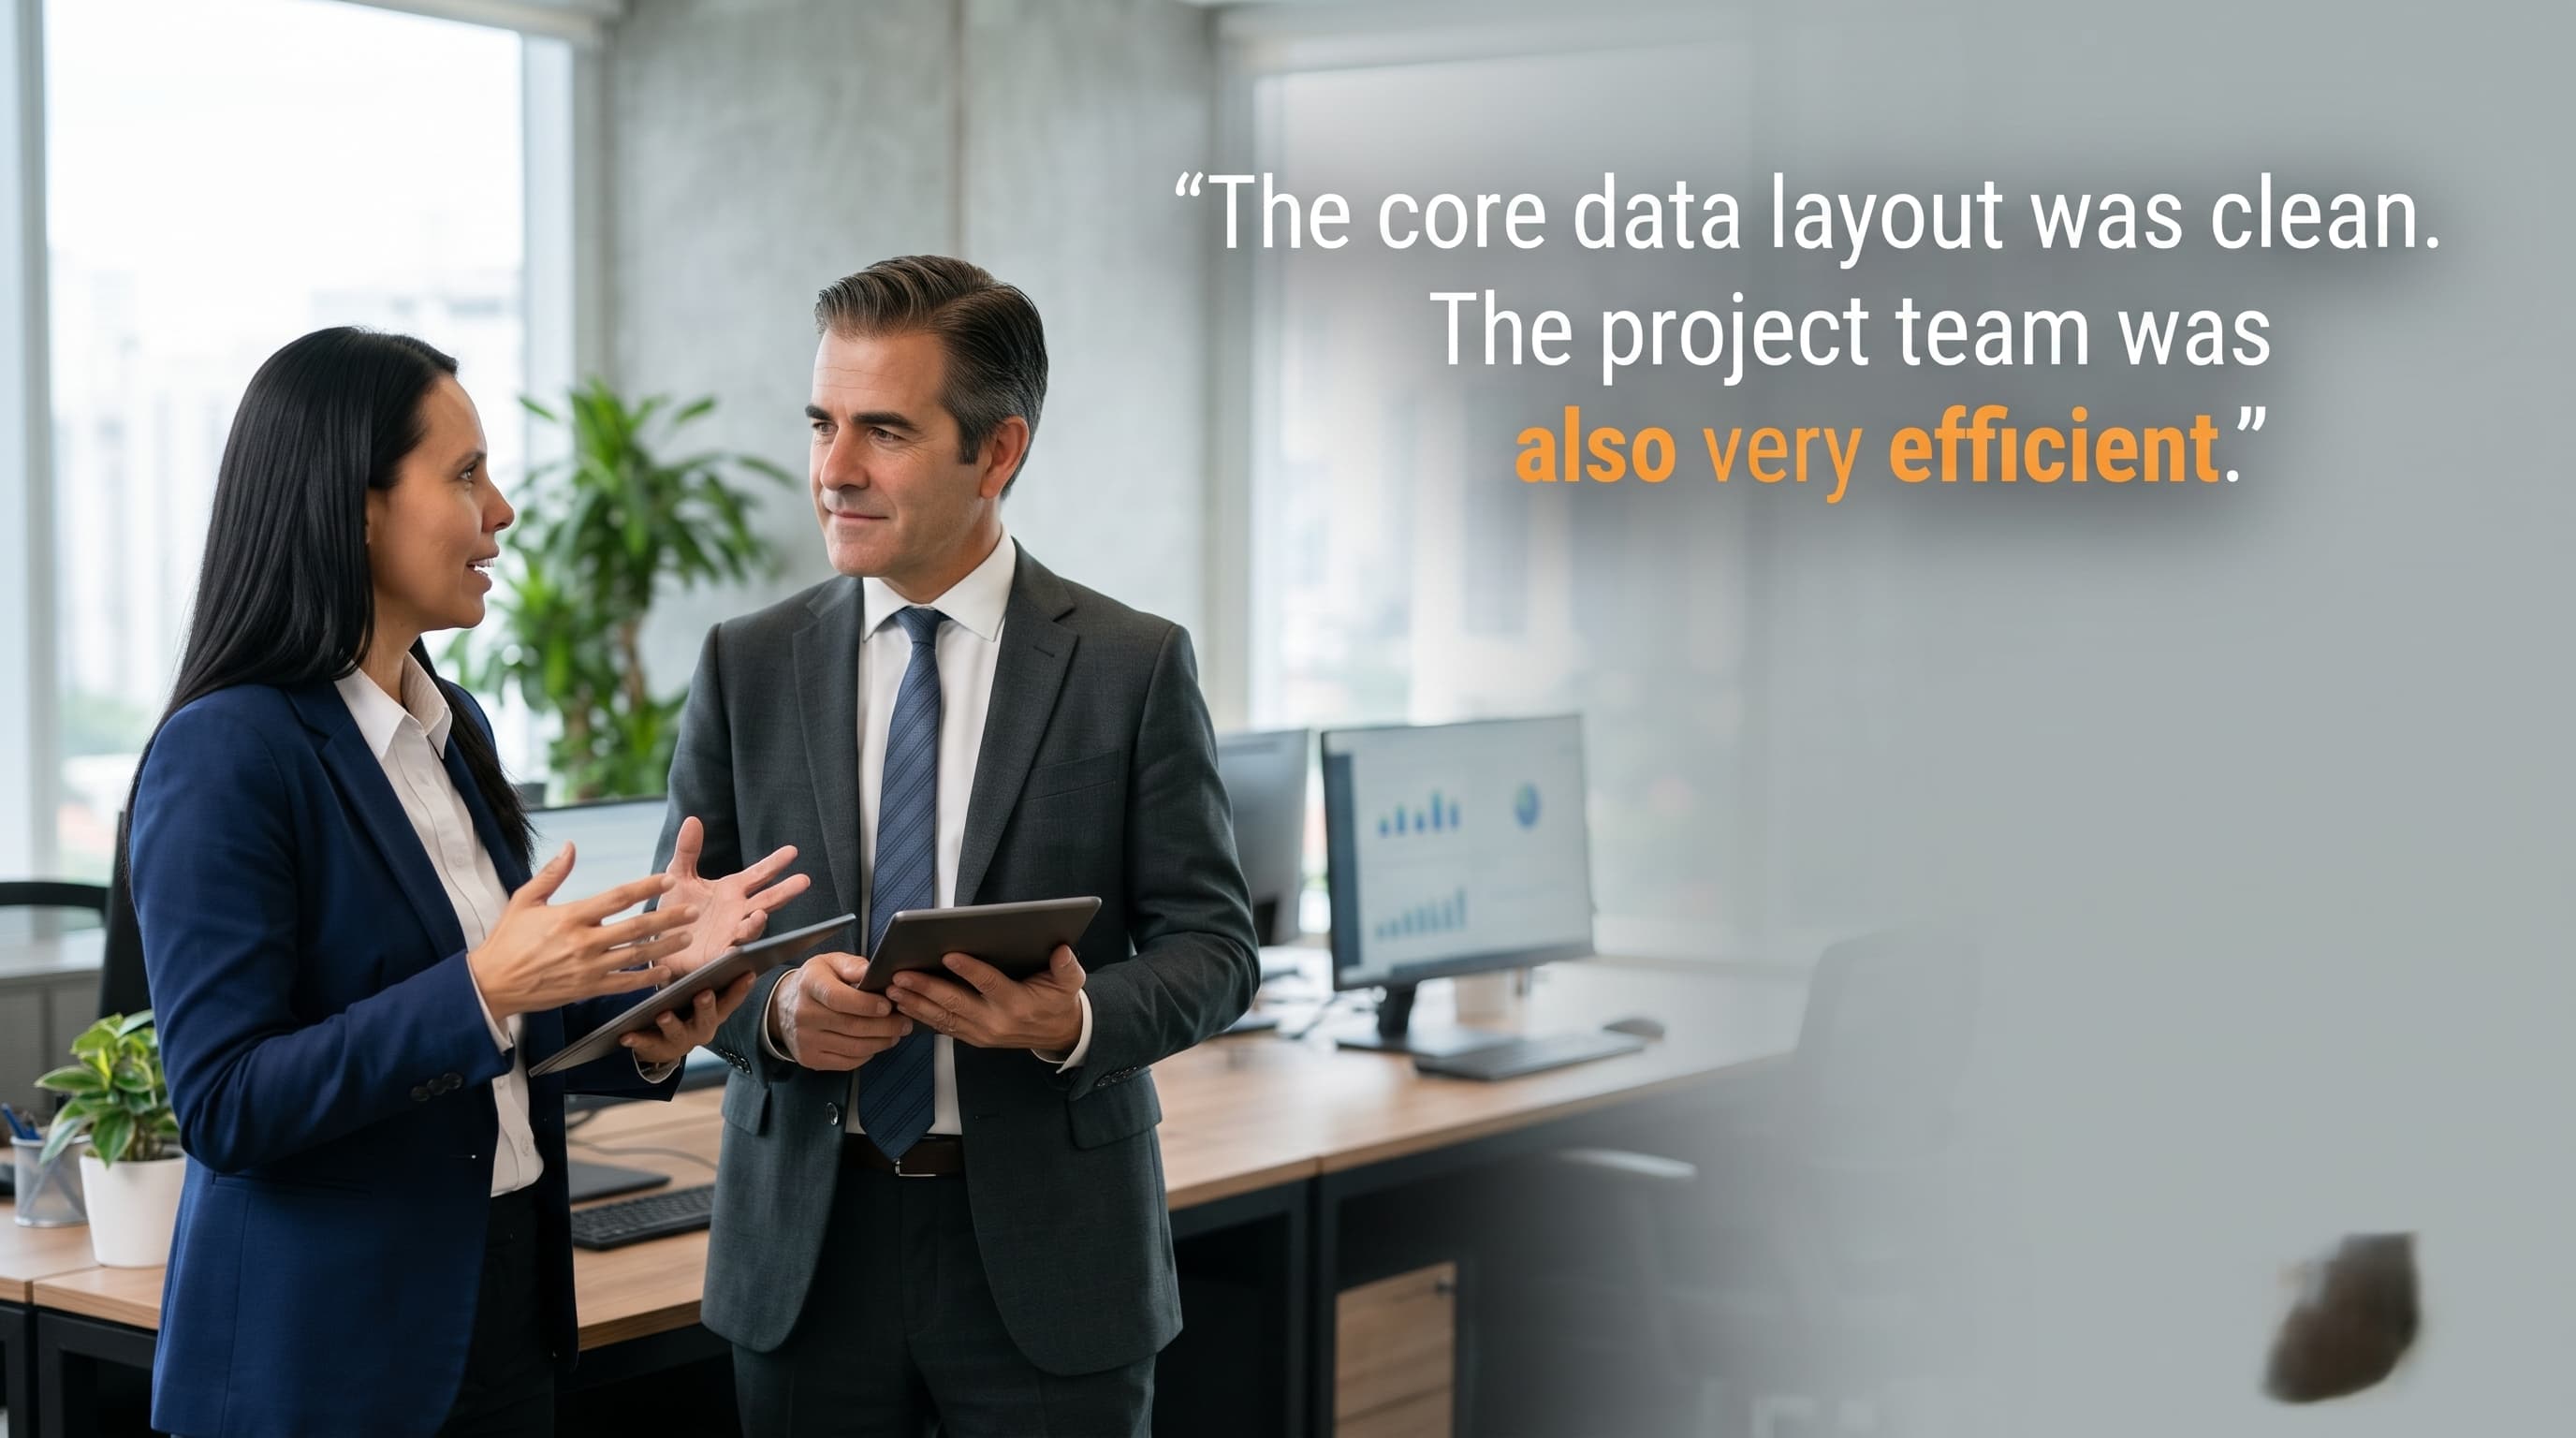 “The core data layout was clean.
The project team was
also very efficient.”